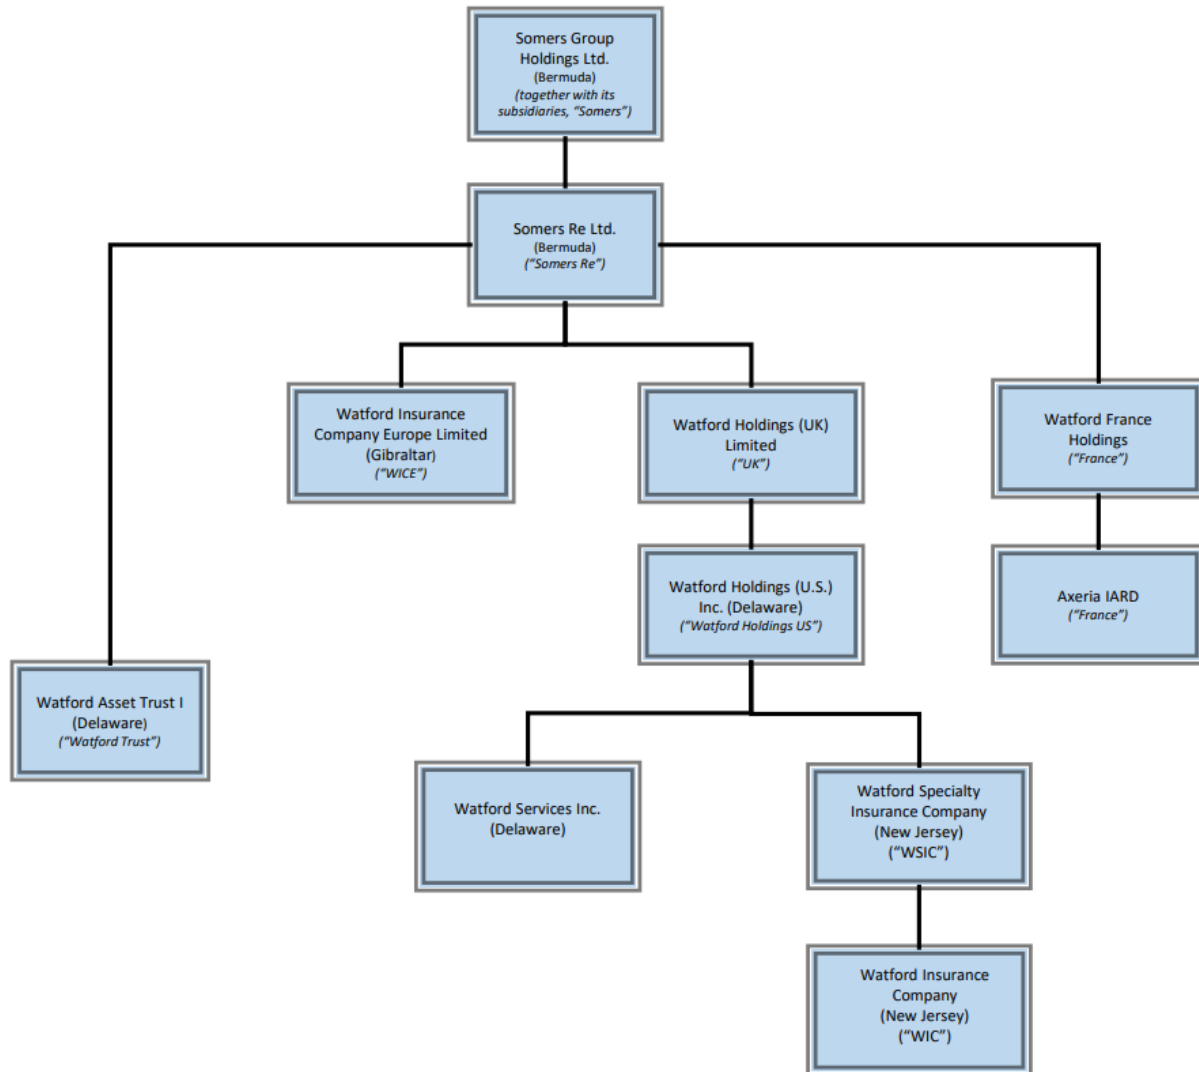 Somers Group
Holdings Ltd.
(Bermuda)
(together with its
subsidiaries, “Somers”)
Somers Re Ltd.
(Bermuda)
(“Somers Re”)
Watford Insurance
Company Europe Limited
(Gibraltar)
(“WICE”)
Watford Holdings (UK)
Limited
(“UK”)
Watford France
Holdings
(“France”)
Watford Holdings (U.S.)
Inc. (Delaware)
(“Watford Holdings US”)
Axeria IARD
(“France”)
Watford Asset Trust I
(Delaware)
(“Watford Trust”)
Watford Services Inc.
(Delaware)
Watford Specialty
Insurance Company
(New Jersey)
(“WSIC”)
Watford Insurance
Company
(New Jersey)
(“WIC”)